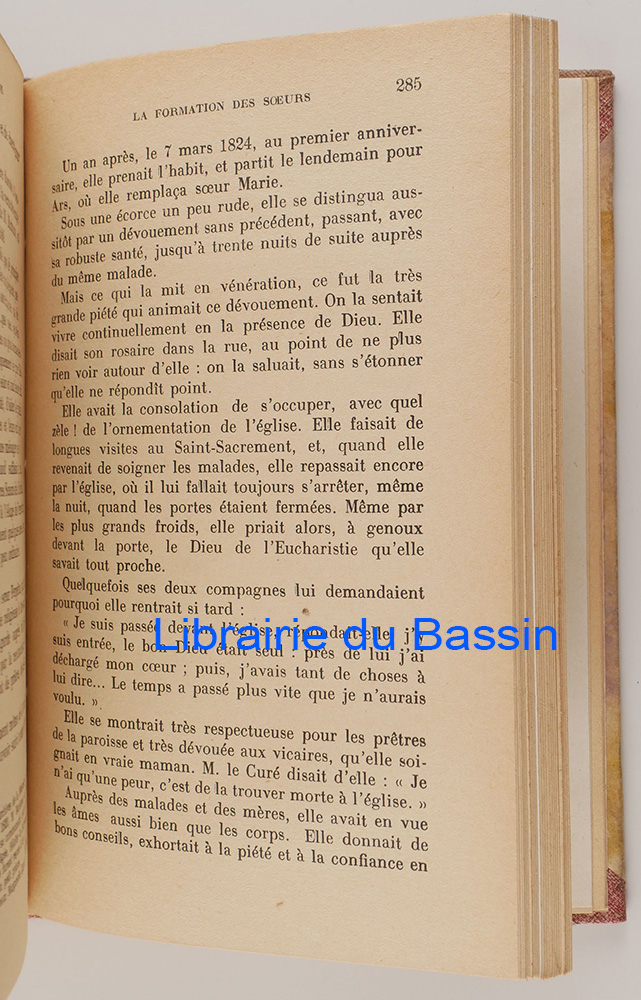 LA FORMATION DES SŒURS 285
Un an après, le 7 mars 1824, au premier anniver-
saire, elle prenait l'habit, et partit le lendemain pour
Ars, où elle remplaça sœur Marie.
Sous une écorce un peu rude, elle se distingua aus-
sitôt par un dévouement sans précédent, passant, avec
sa robuste santé, jusqu'à trente nuits de suite auprès
du même malade.
Mais ce qui la mit en vénération, ce fut la très
grande piété qui animait ce dévouement. On la sentait
vivre continuellement en la présence de Dieu. Elle
disait son rosaire dans la rue, au point de ne plus
rien voir autour d'elle : on la saluait, sans s'étonner
qu'elle ne répondît point.
Elle avait la consolation de s'occuper, avec quel
zèle ! de l'ornementation de l'église. Elle faisait de
longues visites au Saint-Sacrement, et, quand elle
revenait de soigner les malades, elle repassait encore
par l'église, où il lui fallait toujours s'arrêter, même
la nuit, quand les portes étaient fermées. Même par
les plus grands froids, elle priait alors, à genoux
devant la porte, le Dieu de l'Eucharistie qu'elle
savait tout proche.
Quelquefois ses deux compagnes lui demandaient
pourquoi elle rentrait si tard :
« Je suis passée devant l'église, répondait-elle, j'y
suis entrée, le bon Dieu était seul : près de lui j'ai
déchargé mon cœur ; puis, j'avais tant de choses à
lui dire... Le temps a passé plus vite que je n'aurais
voulu. »
Elle se montrait très respectueuse pour les prêtres
de la paroisse et très dévouée aux vicaires, qu'elle soi-
gnait en vraie maman. M. le Curé disait d'elle : « Je
n'ai qu'une peur, c'est de la trouver morte à l'église. »
Auprès des malades et des mères, elle avait en vue
les âmes aussi bien que les corps. Elle donnait de
bons conseils, exhortait à la piété et à la confiance en
Librairie du Bassin